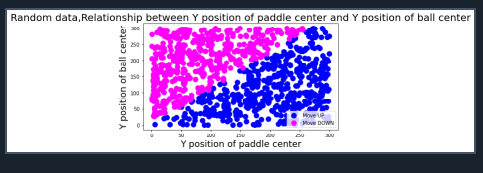 Random data,Relationship between Y position of paddle center and Y position of ball center
Y position of ball center
300
250
200
150
100
50
0
0 50 100 150 200 250 300
Move UP
Move DOWN
Y position of paddle center